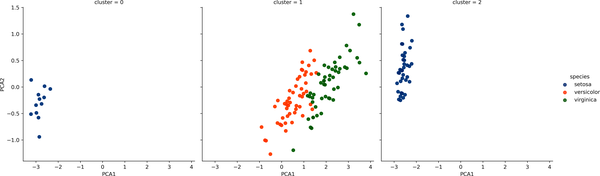 cluster = 0
cluster = 1
cluster = 2
1.5
1.0
0.5
0.0
−0.5
−1.0
PCA2
−3 −2 −1 0 1 2 3 4
−3 −2 −1 0 1 2 3 4
−3 −2 −1 0 1 2 3 4
PCA1
PCA1
PCA1
species
setosa
versicolor
virginica